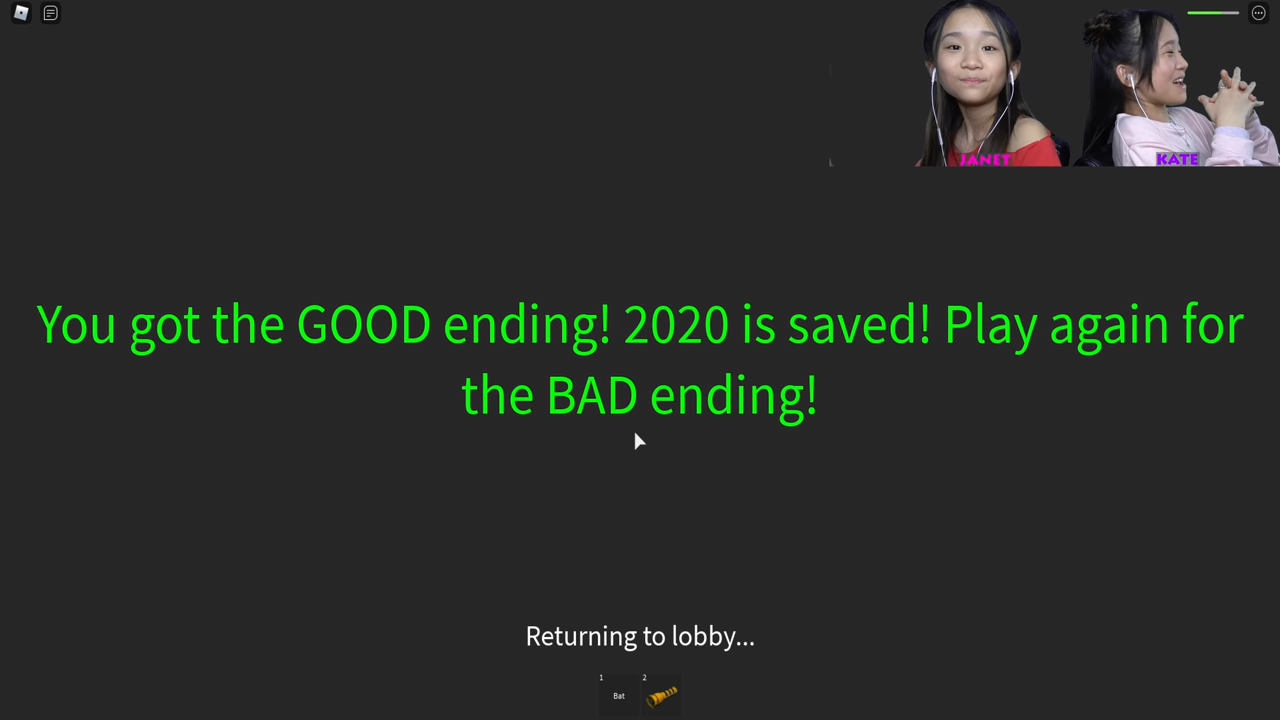 JANET
KATE
You got the GOOD ending! 2020 is saved! Play again for
the BAD ending!
Returning to lobby...
1
2
Bat